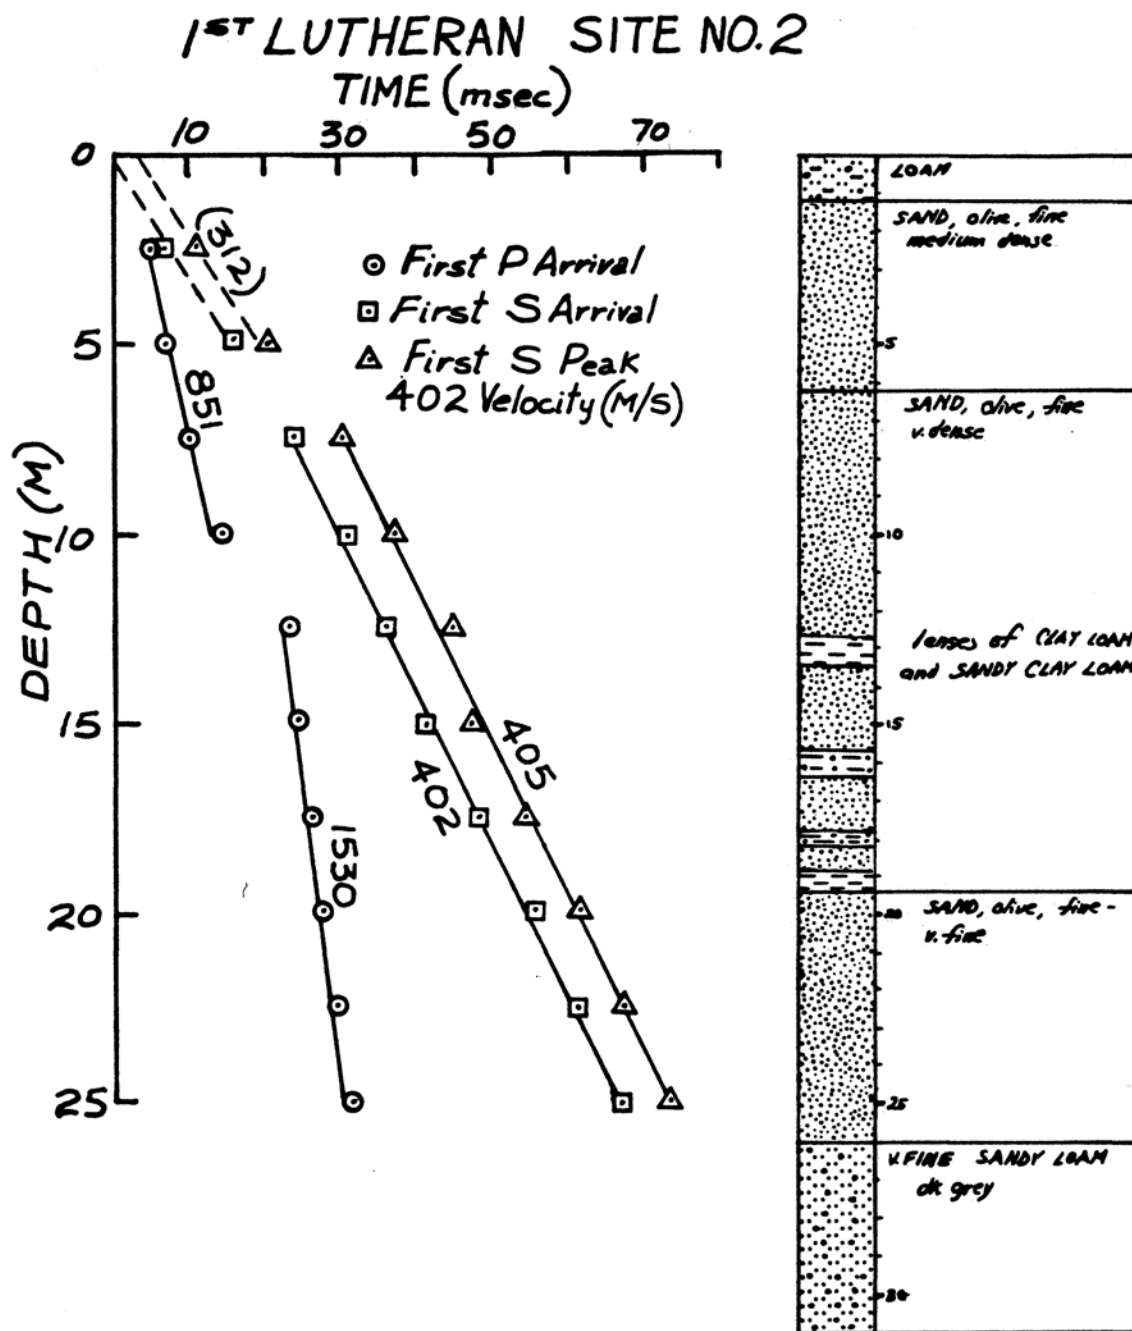 1ST LUTHERAN SITE NO.2
TIME (msec)
10 30 50 70
0
5
10
15
20
25
DEPTH (M)
(312)
First P Arrival
First S Arrival
First S Peak
402 Velocity (M/S)
851
1530
402
405
LOAM
SAND, olive, fine
medium dense
5
SAND, olive, fine
v. dense
10
lenses of CLAY LOAM
and SANDY CLAY LOAM
15
20
SAND, olive, fine -
v. fine
25
V. FINE SANDY LOAM
dk grey